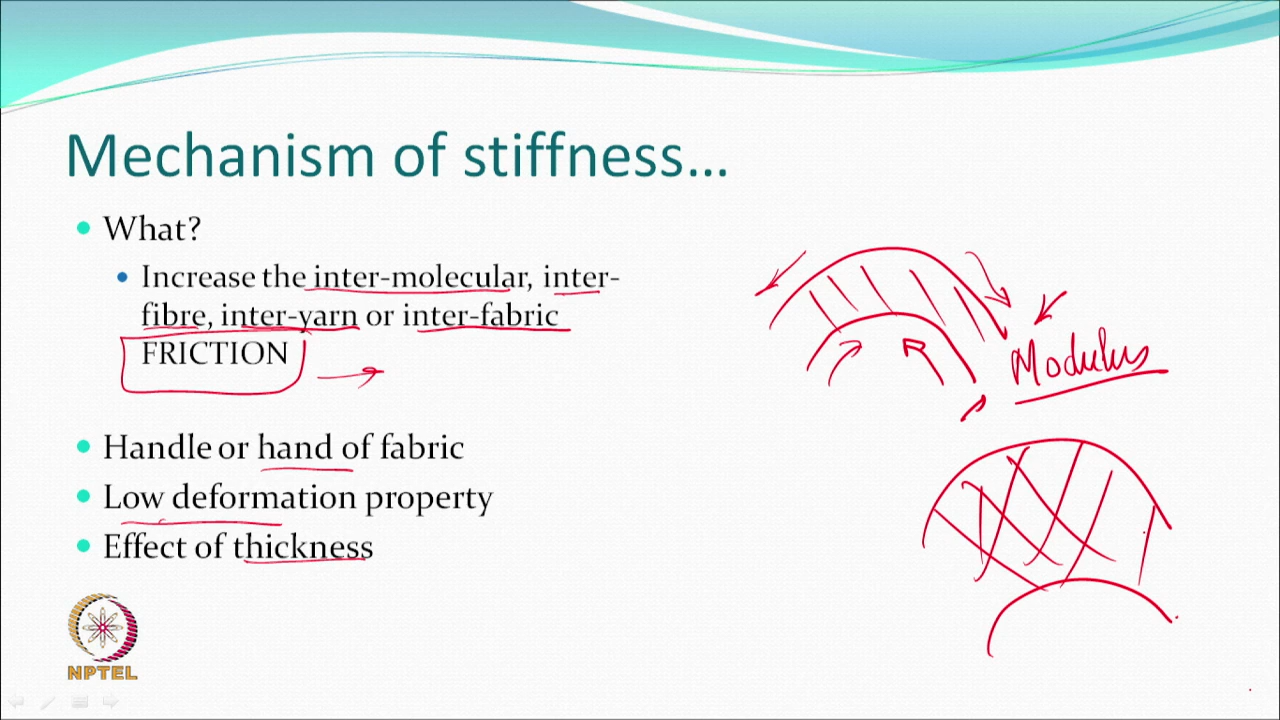 Mechanism of stiffness...
What?
Increase the inter-molecular, inter-
fibre, inter-yarn or inter-fabric
FRICTION
Handle or hand of fabric
Low deformation property
Effect of thickness
Modulus
NPTEL